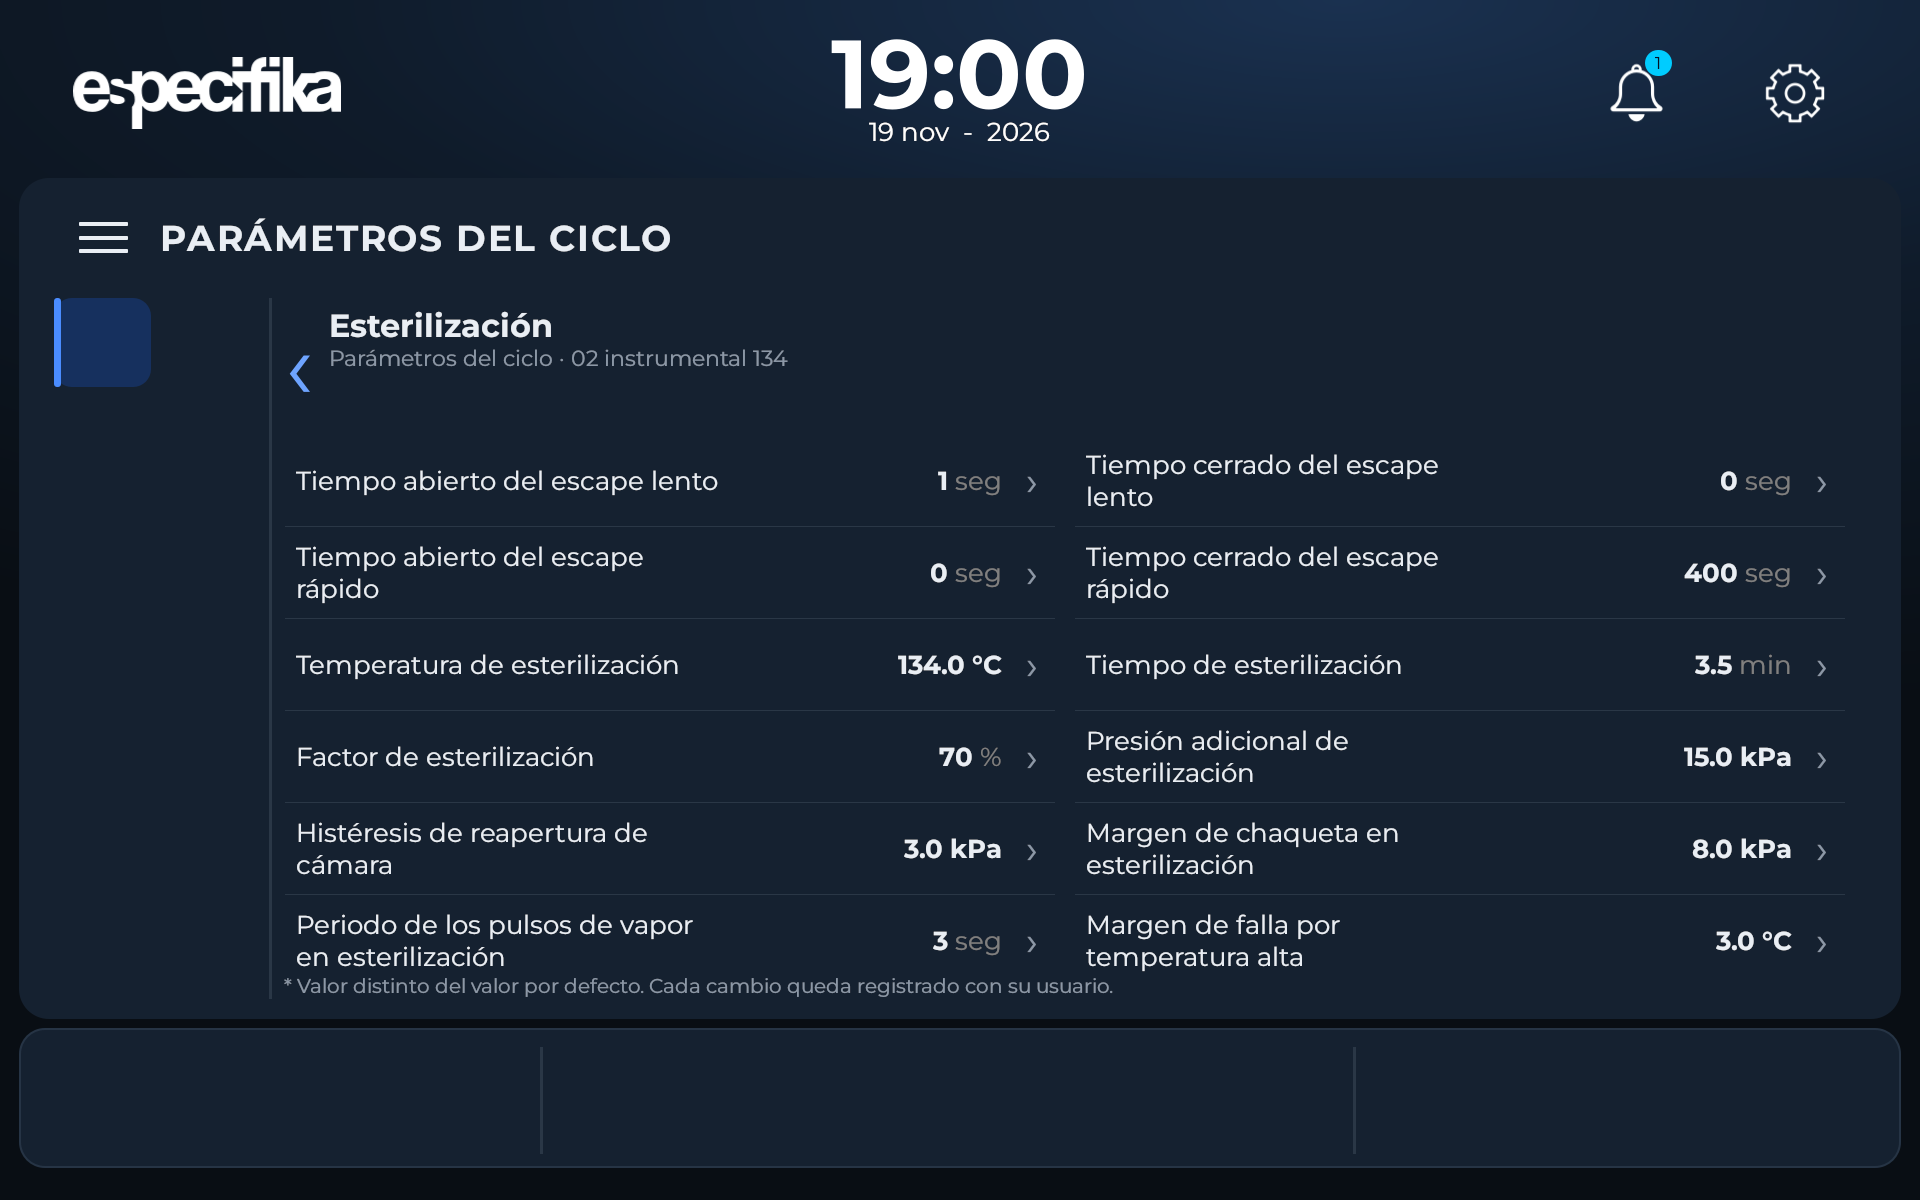 especifika
19:00
19 nov - 2026
1
PARÁMETROS DEL CICLO
Esterilización
Parámetros del ciclo · 02 instrumental 134
Tiempo abierto del escape lento
1 seg
Tiempo cerrado del escape
lento
0 seg
Tiempo abierto del escape
rápido
0 seg
Tiempo cerrado del escape
rápido
400 seg
Temperatura de esterilización
134.0 °C
Tiempo de esterilización
3.5 min
Factor de esterilización
70 %
Presión adicional de
esterilización
15.0 kPa
Histéresis de reapertura de
cámara
3.0 kPa
Margen de chaqueta en
esterilización
8.0 kPa
Periodo de los pulsos de vapor
en esterilización
3 seg
Margen de falla por
temperatura alta
3.0 °C
* Valor distinto del valor por defecto. Cada cambio queda registrado con su usuario.